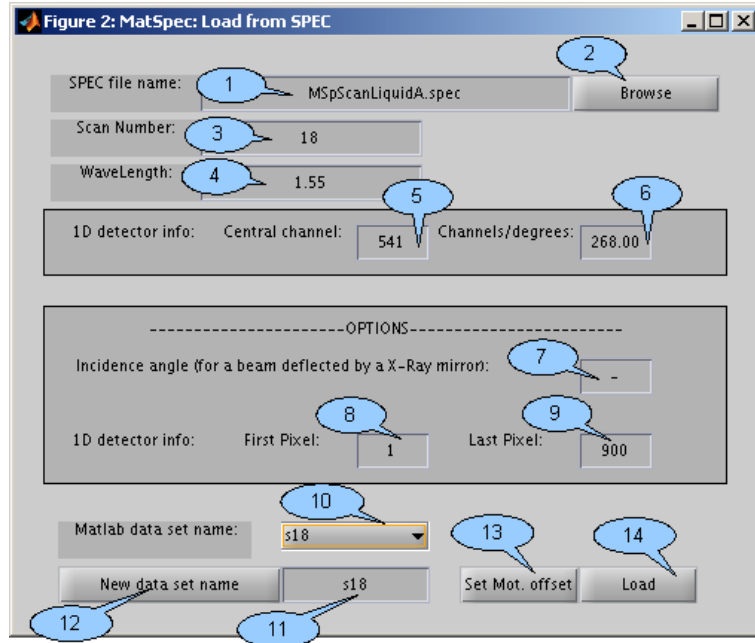 Figure 2: MatSpec: Load from SPEC
2
SPEC file name: 1 MSpScanLiquidA.spec Browse
Scan Number: 3 18
WaveLength: 4 1.55
5 6
1D detector info: Central channel: 541 Channels/degrees: 268.00
----------------------OPTIONS------------------------
Incidence angle (for a beam deflected by a X-Ray mirror): 7 -
8 9
1D detector info: First Pixel: 1 Last Pixel: 900
10
Matlab data set name: s18 13 14
New data set name s18 Set Mot. offset Load
12 11